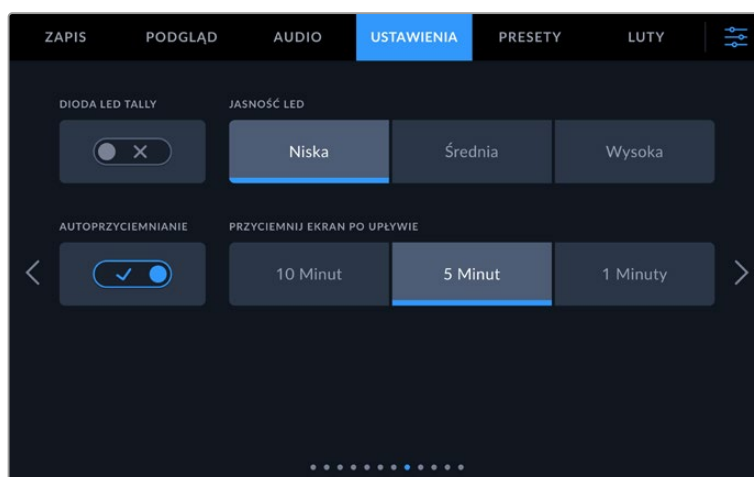 ZAPIS PODGLĄD AUDIO USTAWIENIA PRESETY LUTY
DIODA LED TALLY JASNOŚĆ LED
Niska Średnia Wysoka
AUTOPRZYCIEMNIANIE PRZYCIEMNIJ EKRAN PO UPŁYWIE
10 Minut 5 Minut 1 Minuty